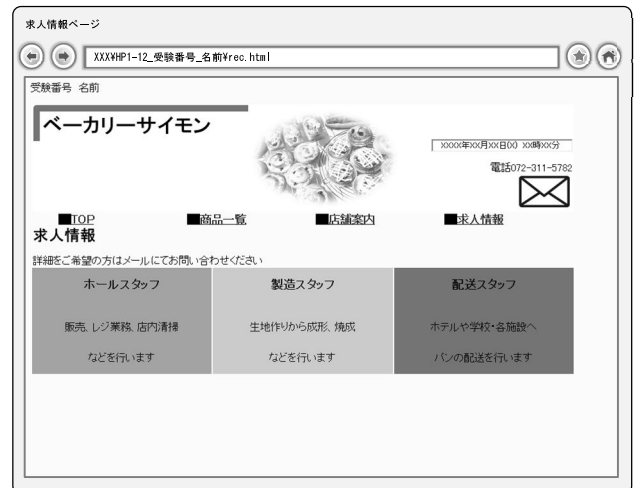 求人情報ページ
XXX¥HP1-12_受験番号_名前¥rec.html
受験番号 名前
ベーカリーサイモン
xxxx年xx月xx日(x) xx時xx分
電話072-311-5782
■TOP ■商品一覧 ■店舗案内 ■求人情報
求人情報
詳細をご希望の方はメールにてお問い合わせください
ホールスタッフ 製造スタッフ 配送スタッフ
販売、レジ業務、店内清掃 生地作りから成形、焼成 ホテルや学校・各施設へ
などを行います などを行います パンの配送を行います